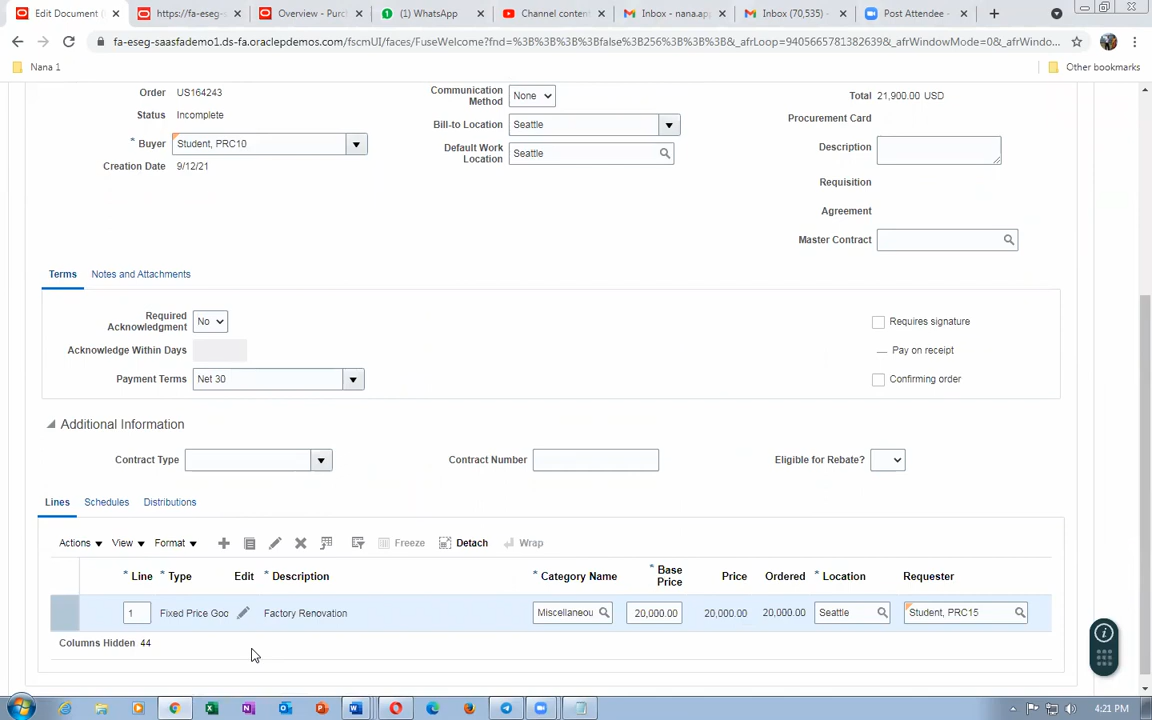 Edit Document (
https://fa-eseg-s
Overview - Purc
(1) WhatsApp
Channel conten
Inbox - nana.ap
Inbox (70,535) -
Post Attendee -
fa-eseg-saasfademo1.ds-fa.oraclepdemos.com/fscmUI/faces/FuseWelcome?fnd=%3B%3B%3B%3Bfalse%3B256%3B%3B%3B&_afrLoop=9405665781382639&_afrWindowMode=0&_afrWindo...
Nana 1
Other bookmarks
Order US164243
Status Incomplete
* Buyer Student, PRC10
Creation Date 9/12/21
Communication Method None
Bill-to Location Seattle
Default Work Location Seattle
Total 21,900.00 USD
Procurement Card
Description
Requisition
Agreement
Master Contract
Terms Notes and Attachments
Required Acknowledgment No
Acknowledge Within Days
Payment Terms Net 30
Requires signature
Pay on receipt
Confirming order
Additional Information
Contract Type Contract Number Eligible for Rebate?
Lines Schedules Distributions
Actions View Format Freeze Detach Wrap
* Line * Type Edit * Description * Category Name * Base Price Price Ordered * Location Requester
1 Fixed Price Goo Factory Renovation Miscellaneou 20,000.00 20,000.00 20,000.00 Seattle Student, PRC15
Columns Hidden 44
4:21 PM